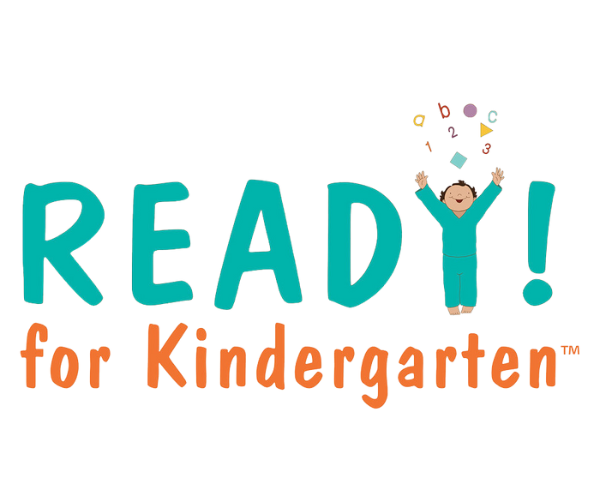 a b c
1 2 3
READY!
for Kindergarten™